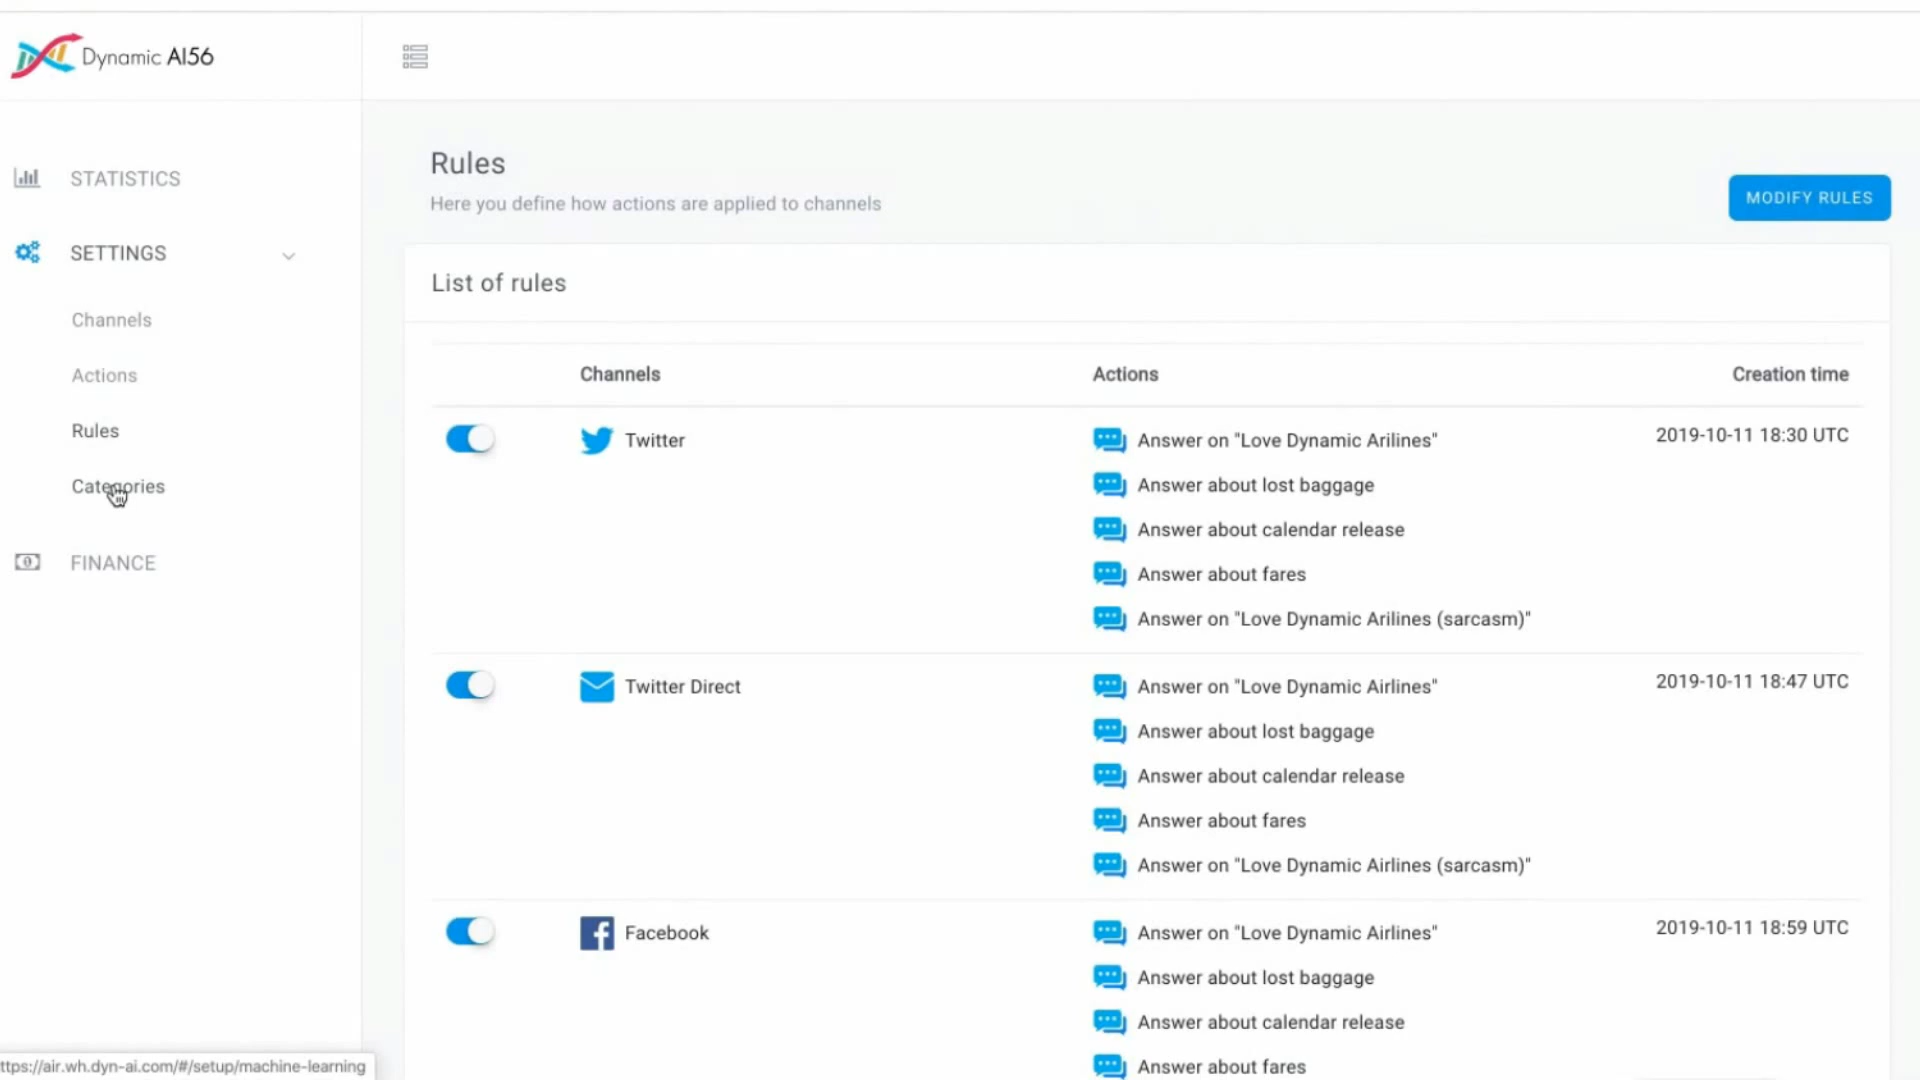 Dynamic AI56
STATISTICS
SETTINGS
Channels
Actions
Rules
Categories
FINANCE
Rules
Here you define how actions are applied to channels
MODIFY RULES
List of rules
Channels Actions Creation time
Twitter Answer on "Love Dynamic Arilines" 2019-10-11 18:30 UTC
Answer about lost baggage
Answer about calendar release
Answer about fares
Answer on "Love Dynamic Arilines (sarcasm)"
Twitter Direct Answer on "Love Dynamic Airlines" 2019-10-11 18:47 UTC
Answer about lost baggage
Answer about calendar release
Answer about fares
Answer on "Love Dynamic Airlines (sarcasm)"
Facebook Answer on "Love Dynamic Airlines" 2019-10-11 18:59 UTC
Answer about lost baggage
Answer about calendar release
Answer about fares
ttps://air.wh.dyn-ai.com/#/setup/machine-learning